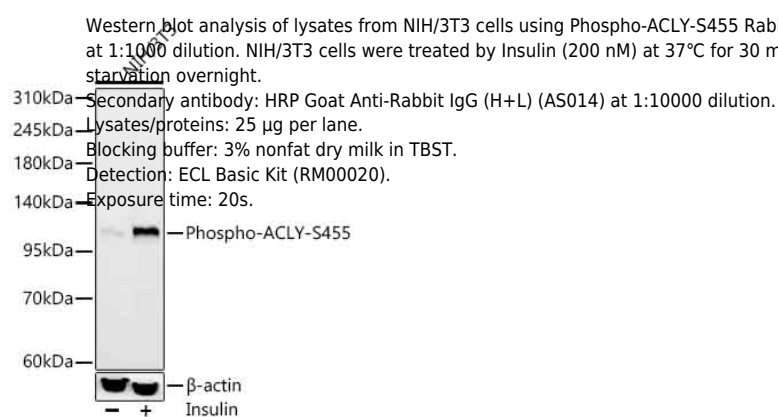 Western blot analysis of lysates from NIH/3T3 cells using Phospho-ACLY-S455 Rabb
at 1:1000 dilution. NIH/3T3 cells were treated by Insulin (200 nM) at 37℃ for 30 m
starvation overnight.
Secondary antibody: HRP Goat Anti-Rabbit IgG (H+L) (AS014) at 1:10000 dilution.
Lysates/proteins: 25 μg per lane.
Blocking buffer: 3% nonfat dry milk in TBST.
Detection: ECL Basic Kit (RM00020).
Exposure time: 20s.
NIH/3T3
310kDa
245kDa
180kDa
140kDa
Phospho-ACLY-S455
95kDa
70kDa
60kDa
β-actin
− + Insulin